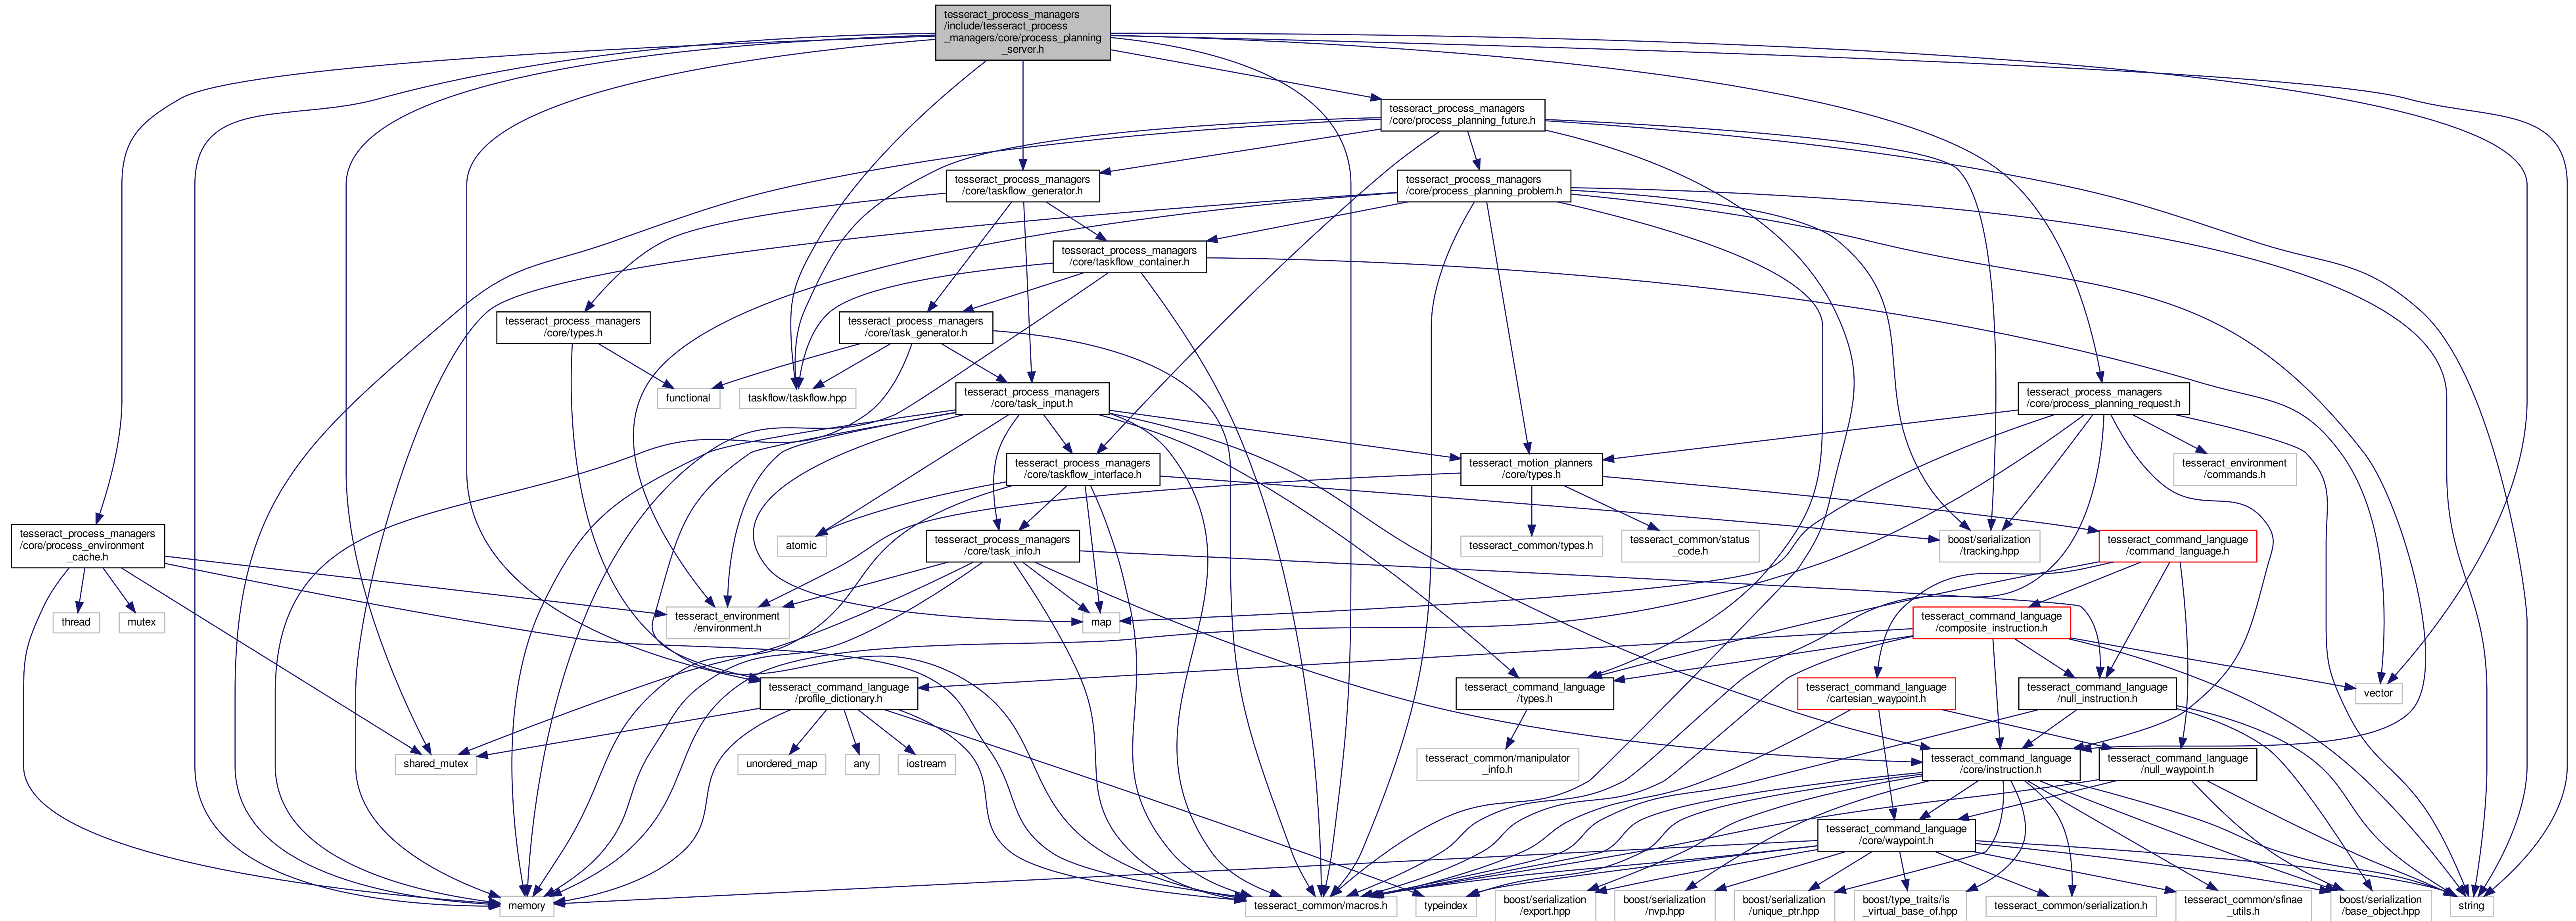 tesseract_process_managers
/include/tesseract_process
_managers/core/process_planning
_server.h
tesseract_process_managers
/core/process_planning_future.h
tesseract_process_managers
/core/taskflow_generator.h
tesseract_process_managers
/core/process_planning_problem.h
tesseract_process_managers
/core/taskflow_container.h
tesseract_process_managers
/core/types.h
tesseract_process_managers
/core/task_generator.h
functional
taskflow/taskflow.hpp
tesseract_process_managers
/core/task_input.h
tesseract_process_managers
/core/process_planning_request.h
tesseract_process_managers
/core/taskflow_interface.h
tesseract_motion_planners
/core/types.h
tesseract_environment
/commands.h
tesseract_process_managers
/core/process_environment
_cache.h
atomic
tesseract_process_managers
/core/task_info.h
tesseract_common/types.h
tesseract_common/status
_code.h
boost/serialization
/tracking.hpp
tesseract_command_language
/command_language.h
thread
mutex
tesseract_environment
/environment.h
map
tesseract_command_language
/composite_instruction.h
tesseract_command_language
/profile_dictionary.h
tesseract_command_language
/types.h
tesseract_command_language
/cartesian_waypoint.h
tesseract_command_language
/null_instruction.h
vector
shared_mutex
unordered_map
any
iostream
tesseract_common/manipulator
_info.h
tesseract_command_language
/core/instruction.h
tesseract_command_language
/null_waypoint.h
tesseract_command_language
/core/waypoint.h
memory
tesseract_common/macros.h
typeindex
boost/serialization
/export.hpp
boost/serialization
/nvp.hpp
boost/serialization
/unique_ptr.hpp
boost/type_traits/is
_virtual_base_of.hpp
tesseract_common/serialization.h
tesseract_common/sfinae
_utils.h
boost/serialization
/base_object.hpp
string